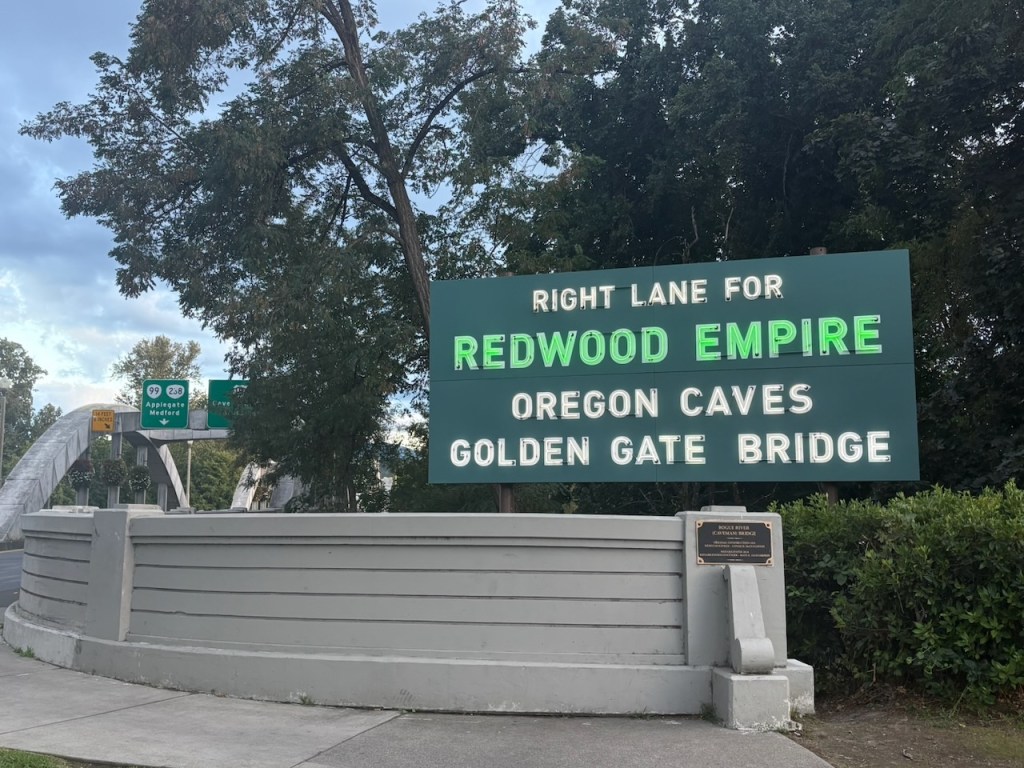 RIGHT LANE FOR
REDWOOD EMPIRE
OREGON CAVES
GOLDEN GATE BRIDGE
99 238
Applegate
Medford
ROGUE RIVER
(CAVEMAN) BRIDGE